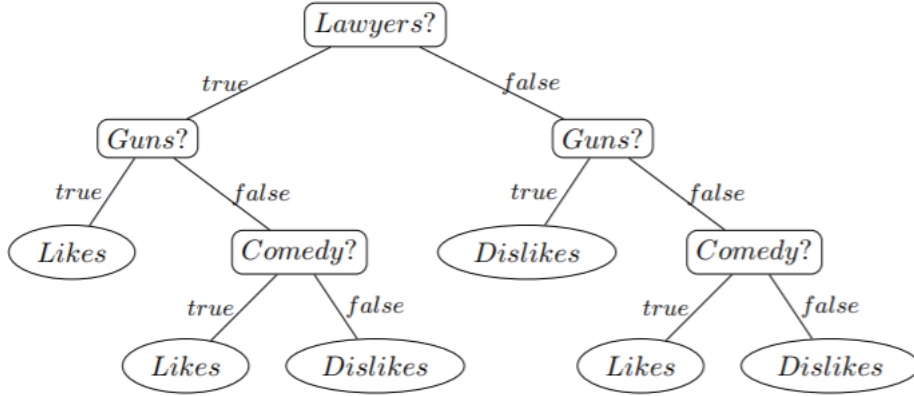 Lawyers?
true
false
Guns?
Guns?
true
false
true
false
Likes
Comedy?
Dislikes
Comedy?
true
false
true
false
Likes
Dislikes
Likes
Dislikes